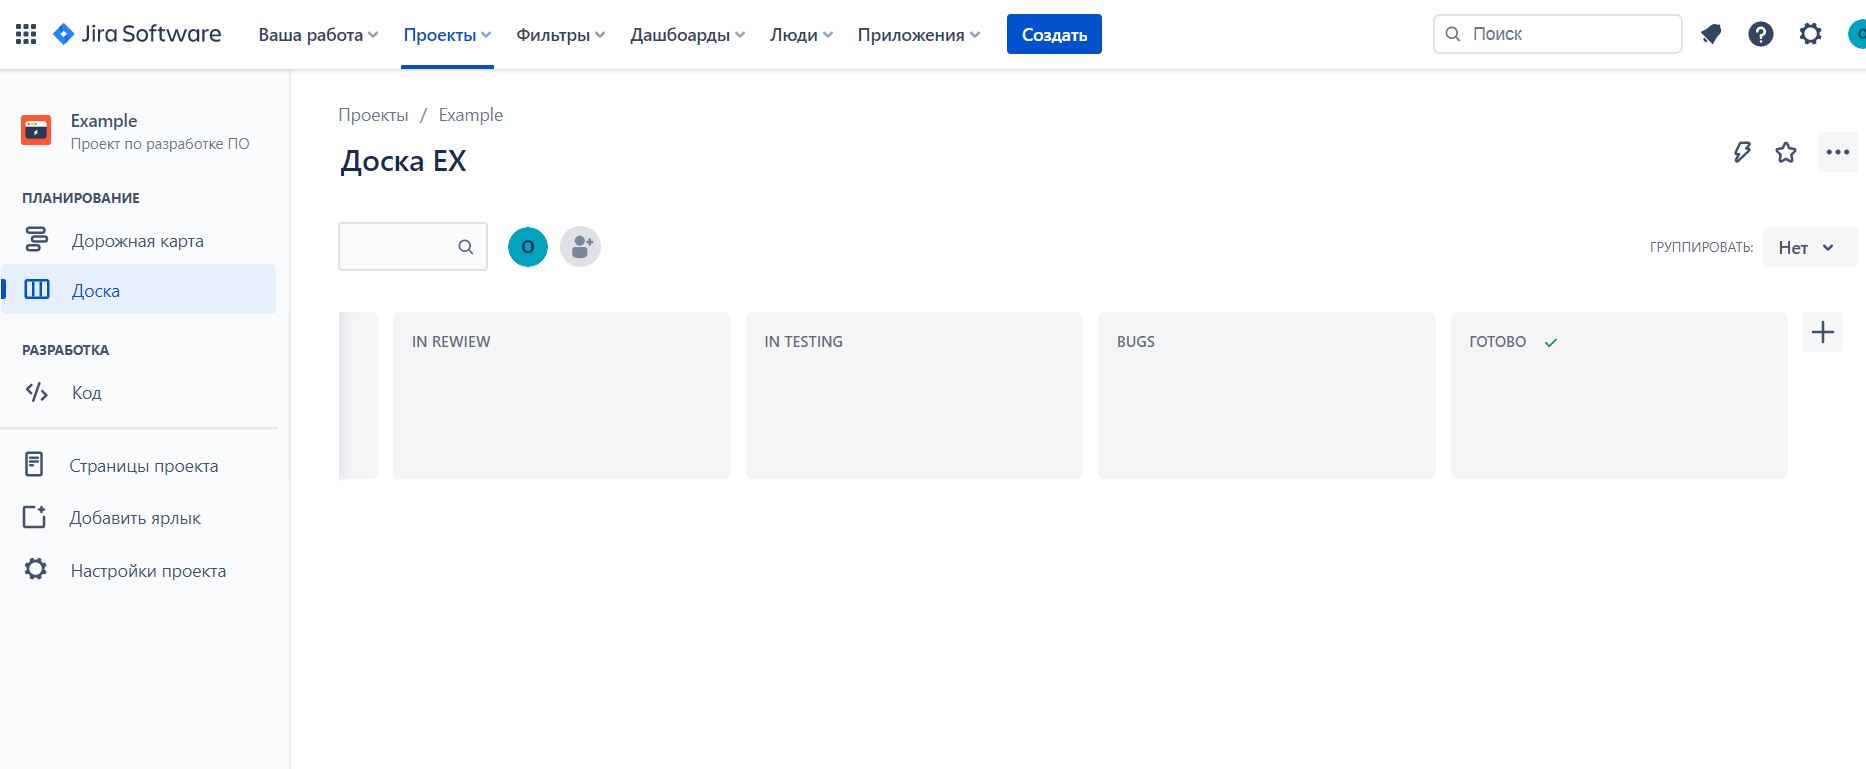 Jira Software Ваша работа Проекты Фильтры Дашбоарды Люди Приложения Создать Поиск
Example
Проект по разработке ПО
ПЛАНИРОВАНИЕ
Дорожная карта
Доска
РАЗРАБОТКА
Код
Страницы проекта
Добавить ярлык
Настройки проекта
Проекты / Example
Доска EX
О
ГРУППИРОВАТЬ: Нет
IN REWIEW
IN TESTING
BUGS
ГОТОВО